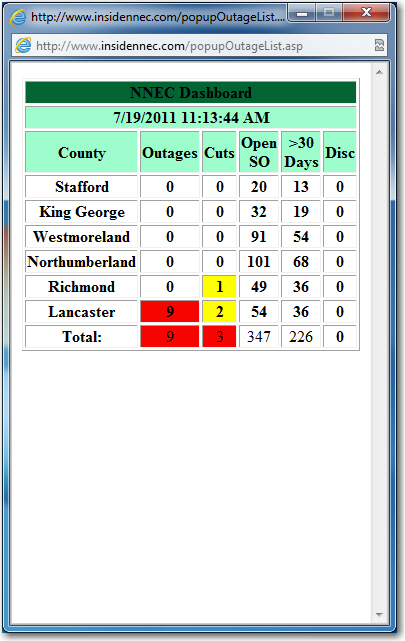 http://www.insidennec.com/popupOutageList....
http://www.insidennec.com/popupOutageList.asp
NNEC Dashboard
7/19/2011 11:13:44 AM
County Outages Cuts Open SO >30 Days Disc
Stafford 0 0 20 13 0
King George 0 0 32 19 0
Westmoreland 0 0 91 54 0
Northumberland 0 0 101 68 0
Richmond 0 1 49 36 0
Lancaster 9 2 54 36 0
Total: 9 3 347 226 0